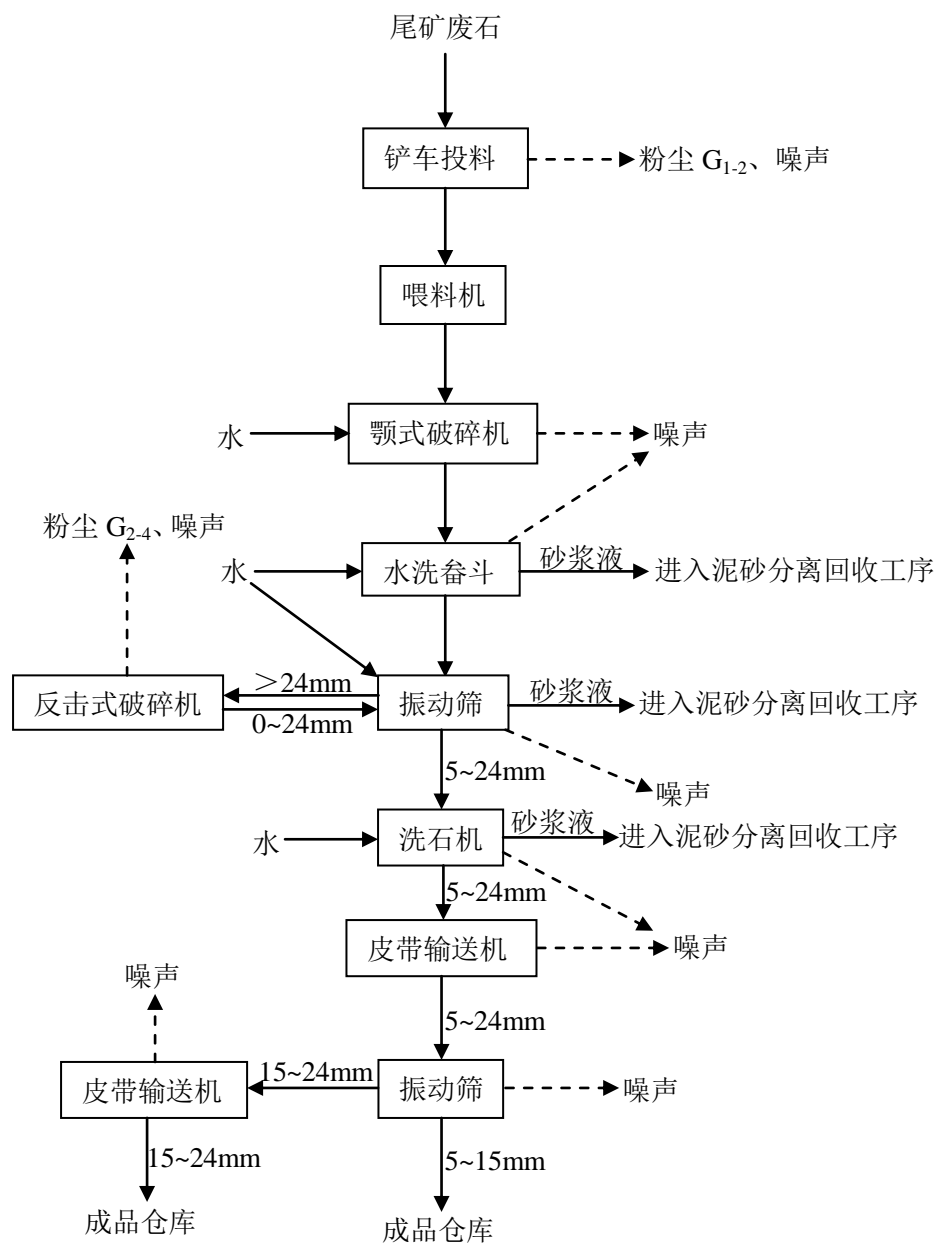 尾矿废石
铲车投料
粉尘 G1-2、噪声
喂料机
水
颚式破碎机
噪声
粉尘 G2-4、噪声
水
水洗畚斗
砂浆液
进入泥砂分离回收工序
反击式破碎机
＞24mm
0~24mm
振动筛
砂浆液
进入泥砂分离回收工序
5~24mm
噪声
水
洗石机
砂浆液
进入泥砂分离回收工序
5~24mm
皮带输送机
噪声
噪声
5~24mm
皮带输送机
15~24mm
振动筛
噪声
15~24mm
5~15mm
成品仓库
成品仓库